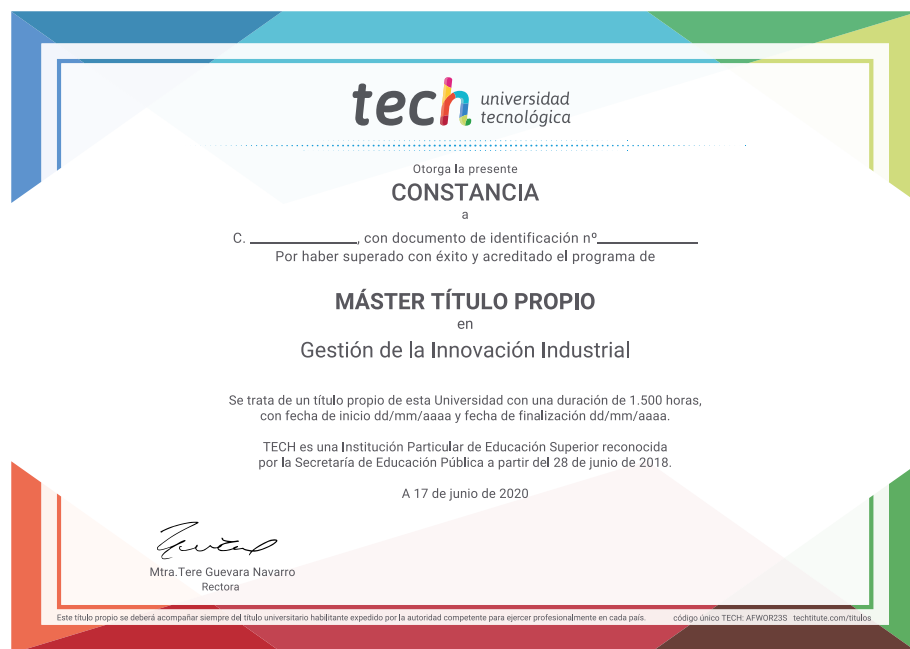 tech universidad
tecnológica
Otorga la presente
CONSTANCIA
a
C. ______________, con documento de identificación nº______________
Por haber superado con éxito y acreditado el programa de
MÁSTER TÍTULO PROPIO
en
Gestión de la Innovación Industrial
Se trata de un título propio de esta Universidad con una duración de 1.500 horas,
con fecha de inicio dd/mm/aaaa y fecha de finalización dd/mm/aaaa.
TECH es una Institución Particular de Educación Superior reconocida
por la Secretaría de Educación Pública a partir del 28 de junio de 2018.
A 17 de junio de 2020
Mtra.Tere Guevara Navarro
Rectora
Este título propio se deberá acompañar siempre del título universitario habilitante expedido por la autoridad competente para ejercer profesionalmente en cada país. código único TECH: AFWOR23S techtitute.com/titulos